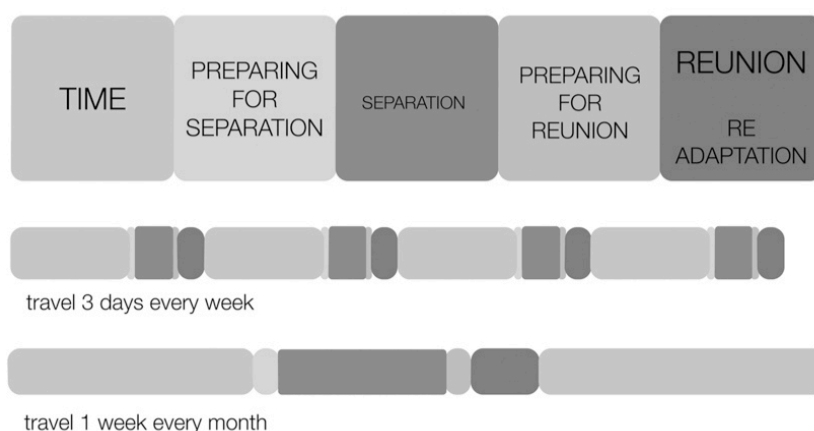 TIME
PREPARING
FOR
SEPARATION
SEPARATION
PREPARING
FOR
REUNION
REUNION
RE
ADAPTATION
travel 3 days every week
travel 1 week every month